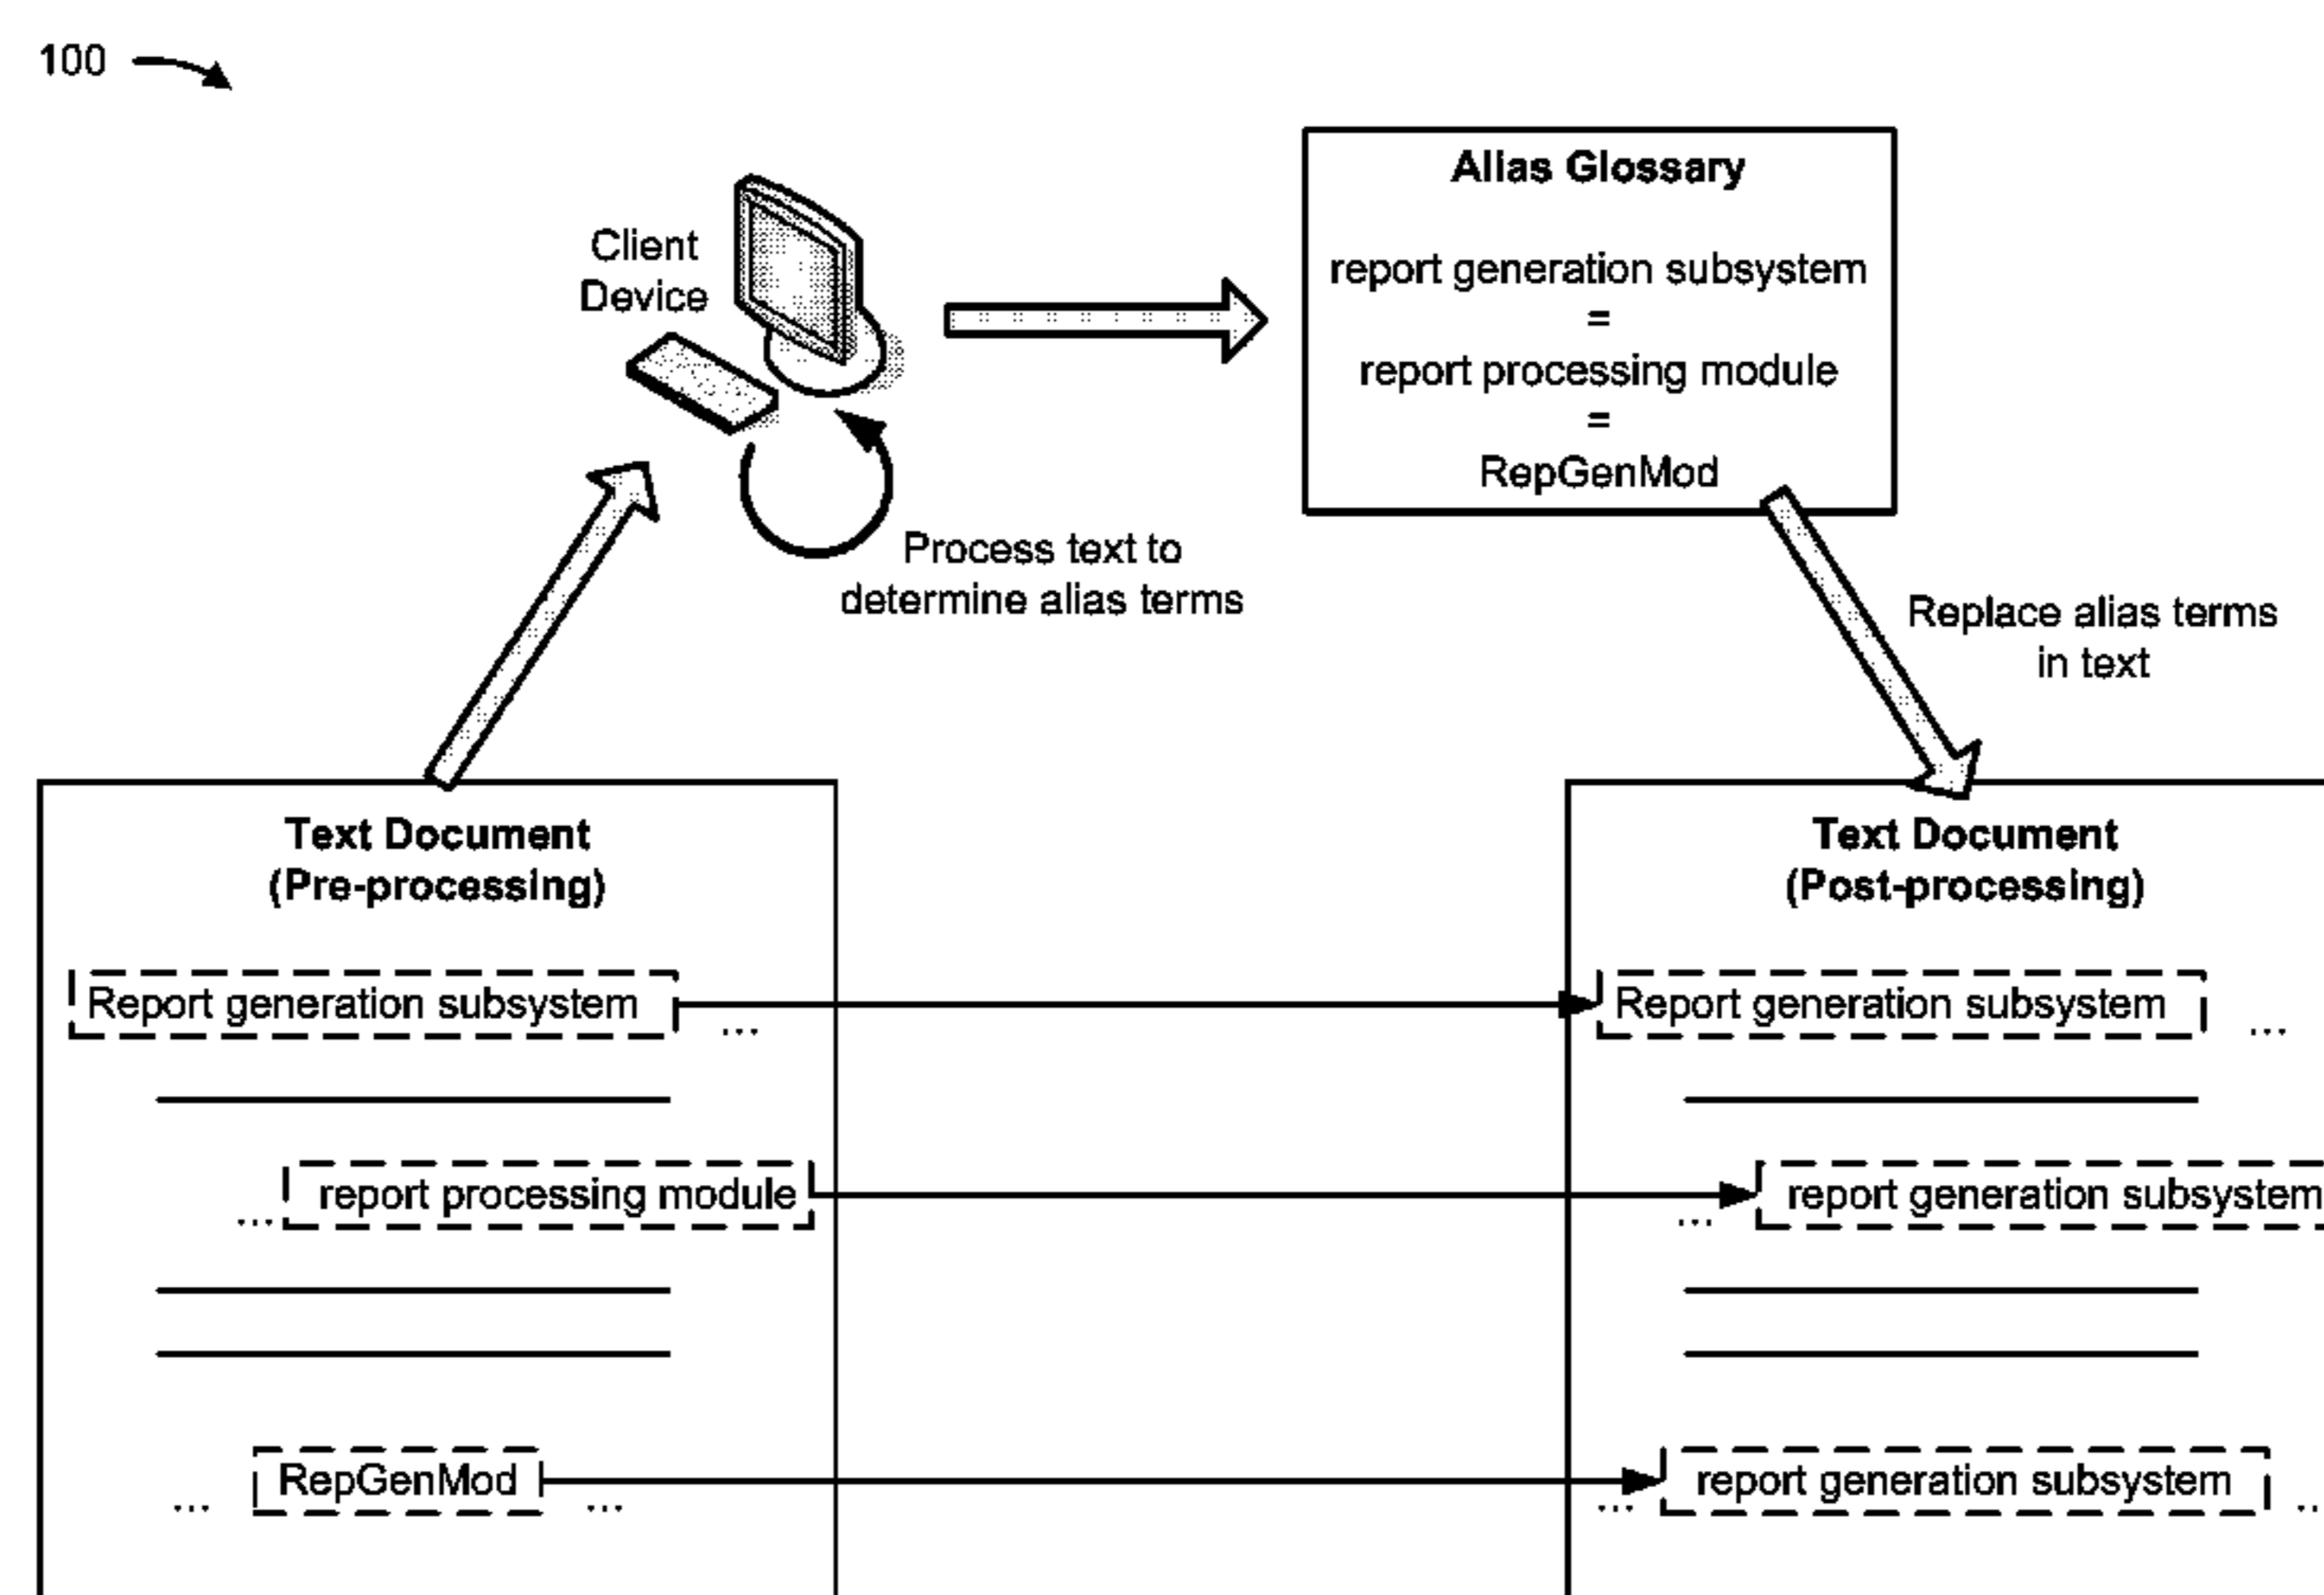 100
Client
Device
Alias Glossary
report generation subsystem
=
report processing module
=
RepGenMod
Process text to
determine alias terms
Replace alias terms
in text
Text Document
(Pre-processing)
Report generation subsystem ...
... report processing module
... RepGenMod ...
Text Document
(Post-processing)
Report generation subsystem ...
... report generation subsystem
... report generation subsystem ...